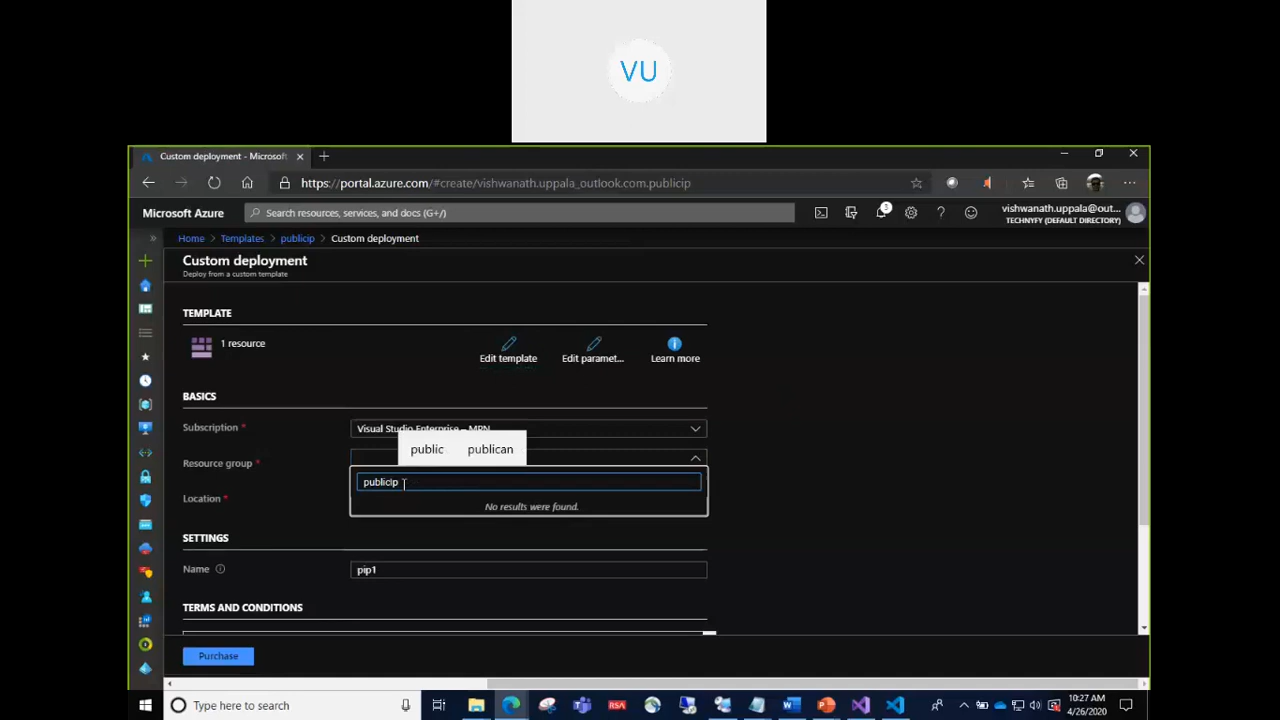 VU
Custom deployment - Microsoft
https://portal.azure.com/#create/vishwanath.uppala_outlook.com.publicip
Microsoft Azure
Search resources, services, and docs (G+/)
3
vishwanath.uppala@out...
TECHNYFY (DEFAULT DIRECTORY)
Home > Templates > publicip > Custom deployment
Custom deployment
Deploy from a custom template
TEMPLATE
1 resource
Edit template
Edit paramet...
Learn more
BASICS
Subscription *
Visual Studio Enterprise – MPN
public publican
Resource group *
publicip
Location *
No results were found.
SETTINGS
Name
pip1
TERMS AND CONDITIONS
Purchase
Type here to search
RSA
10:27 AM
4/26/2020